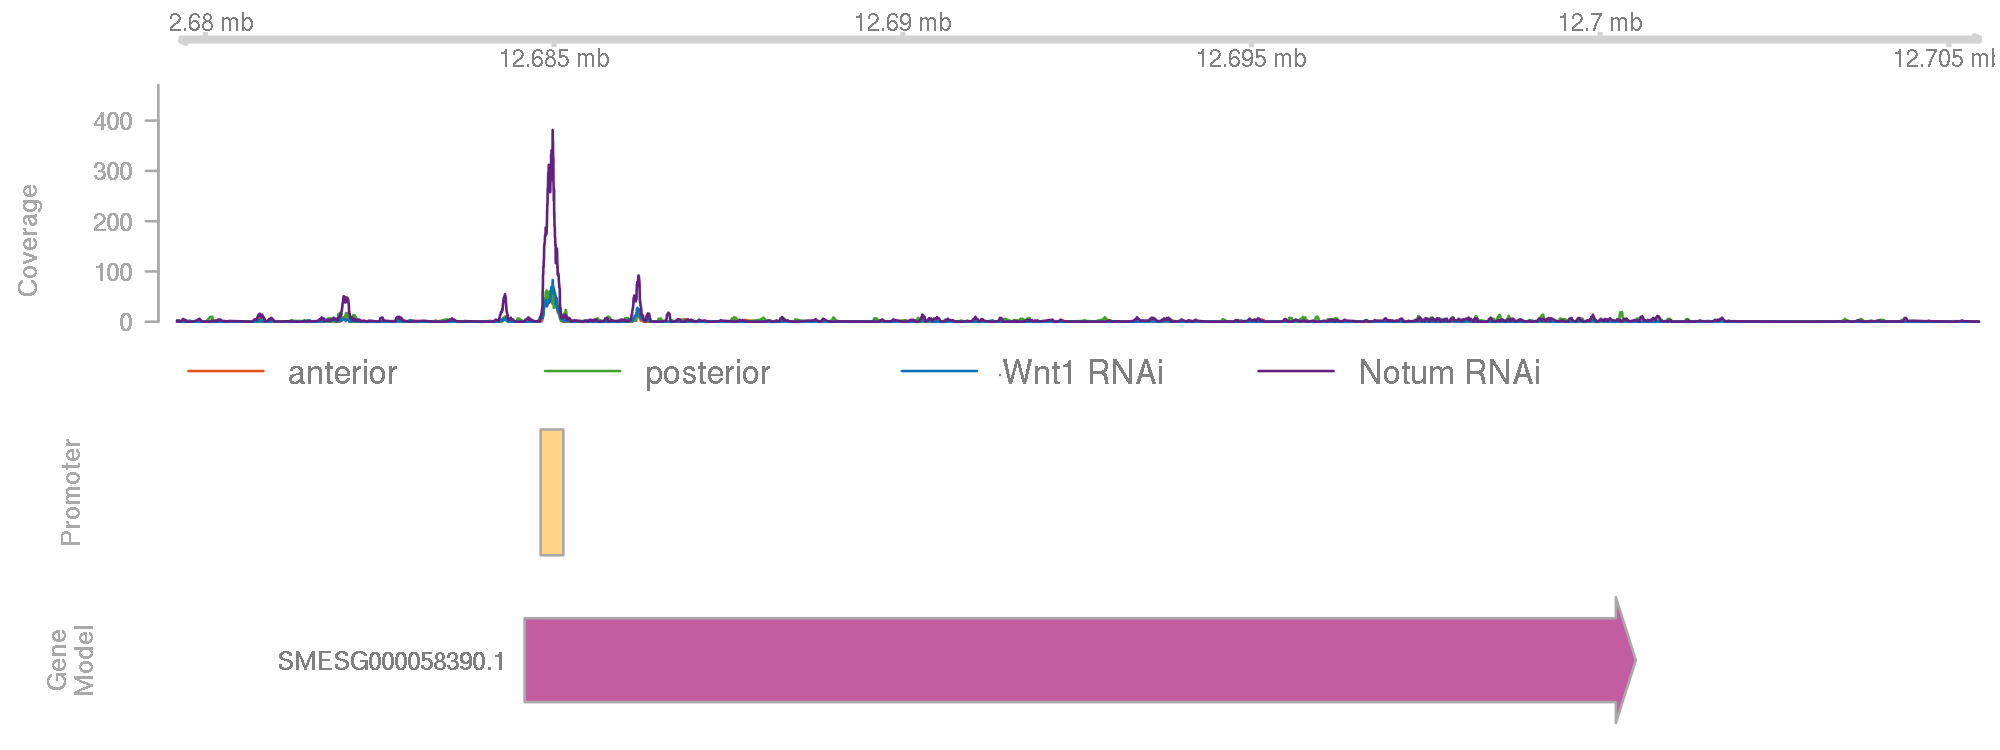 2.68 mb 12.69 mb 12.7 mb
12.685 mb 12.695 mb 12.705 mb
Coverage
400
300
200
100
0
anterior posterior Wnt1 RNAi Notum RNAi
Promoter
Gene
Model
SMESG000058390.1